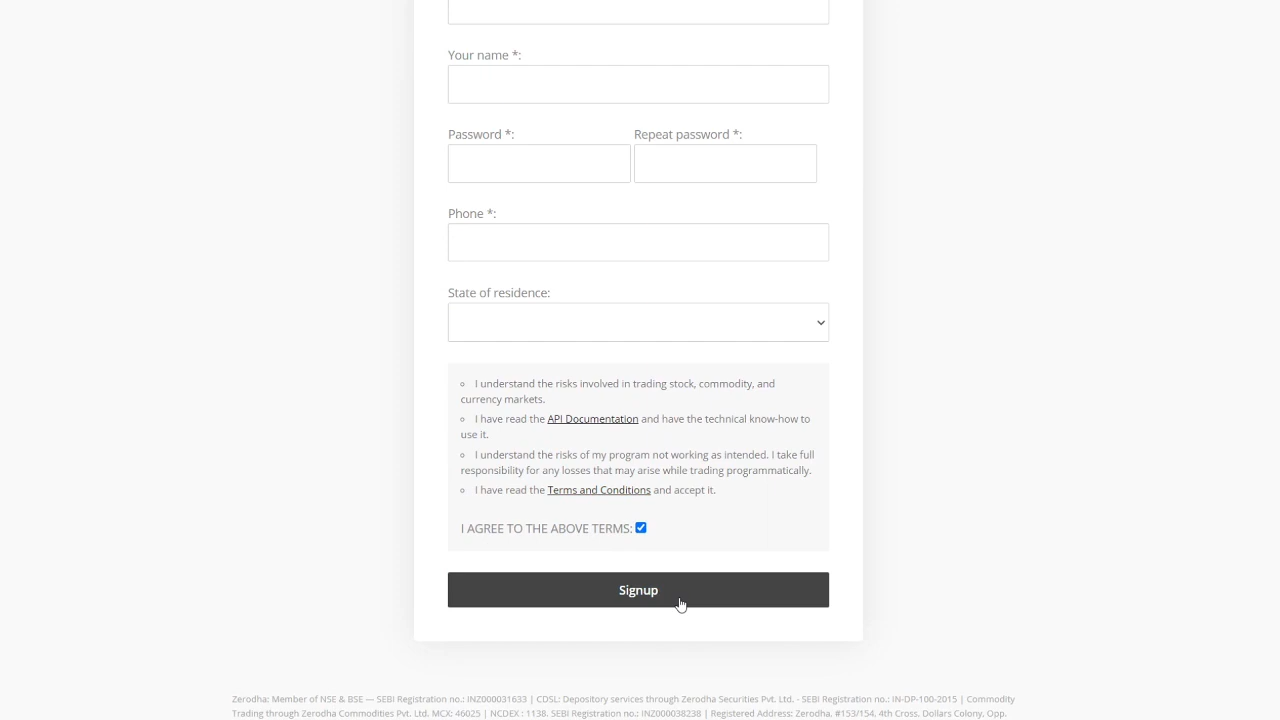 Your name *:
Password *: Repeat password *:
Phone *:
State of residence:
I understand the risks involved in trading stock, commodity, and
currency markets.
I have read the API Documentation and have the technical know-how to
use it.
I understand the risks of my program not working as intended. I take full
responsibility for any losses that may arise while trading programmatically.
I have read the Terms and Conditions and accept it.
I AGREE TO THE ABOVE TERMS:
Signup
Zerodha: Member of NSE & BSE — SEBI Registration no.: INZ000031633 | CDSL: Depository services through Zerodha Securities Pvt. Ltd. - SEBI Registration no.: IN-DP-100-2015 | Commodity
Trading through Zerodha Commodities Pvt. Ltd. MCX: 46025 | NCDEX : 1138. SEBI Registration no.: INZ000038238 | Registered Address: Zerodha, #153/154, 4th Cross, Dollars Colony, Opp.